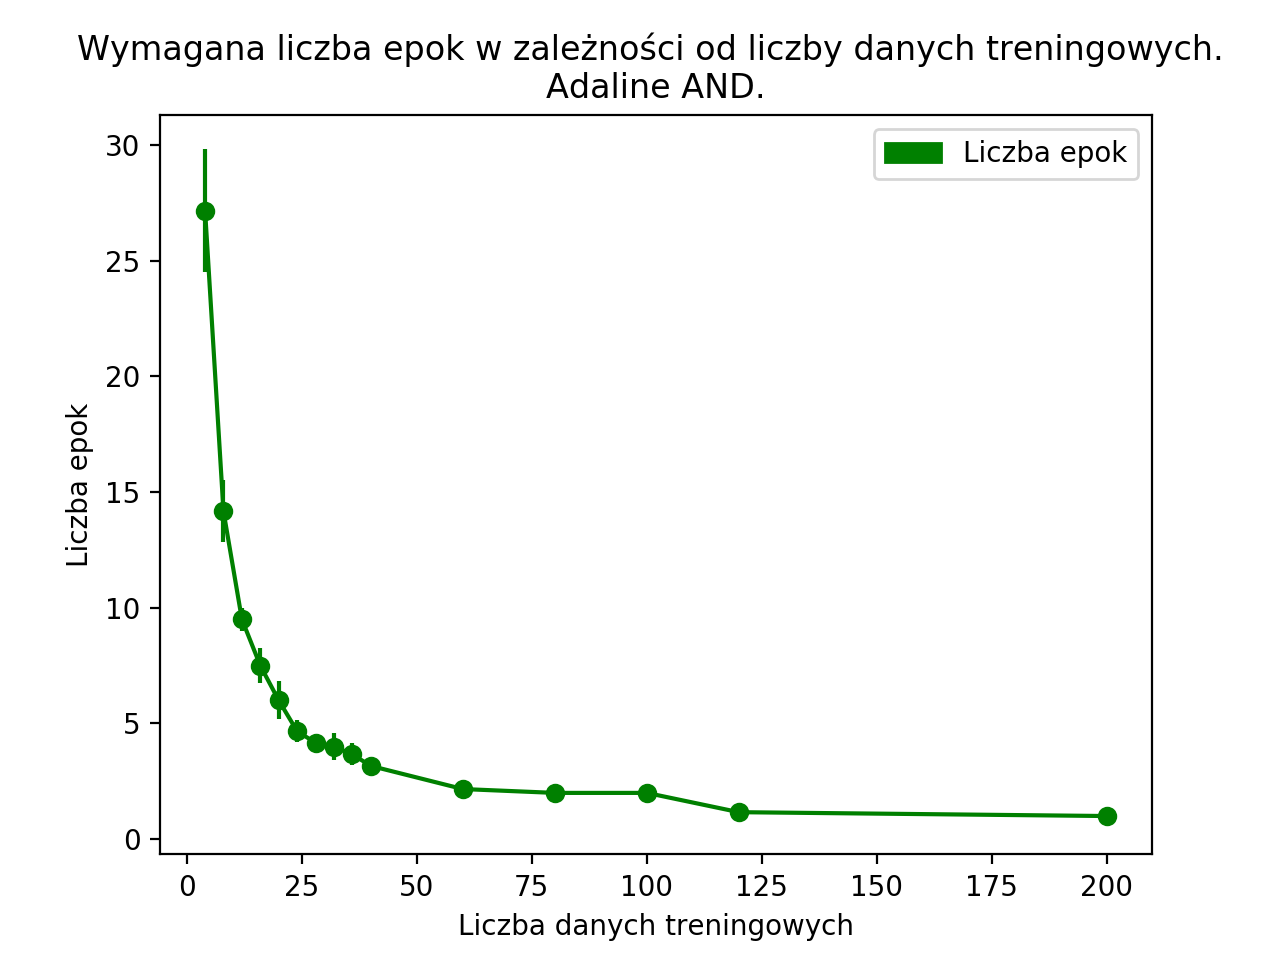 Wymagana liczba epok w zależności od liczby danych treningowych.
Adaline AND.
Liczba epok
30
25
20
15
10
5
0
Liczba epok
0 25 50 75 100 125 150 175 200
Liczba danych treningowych